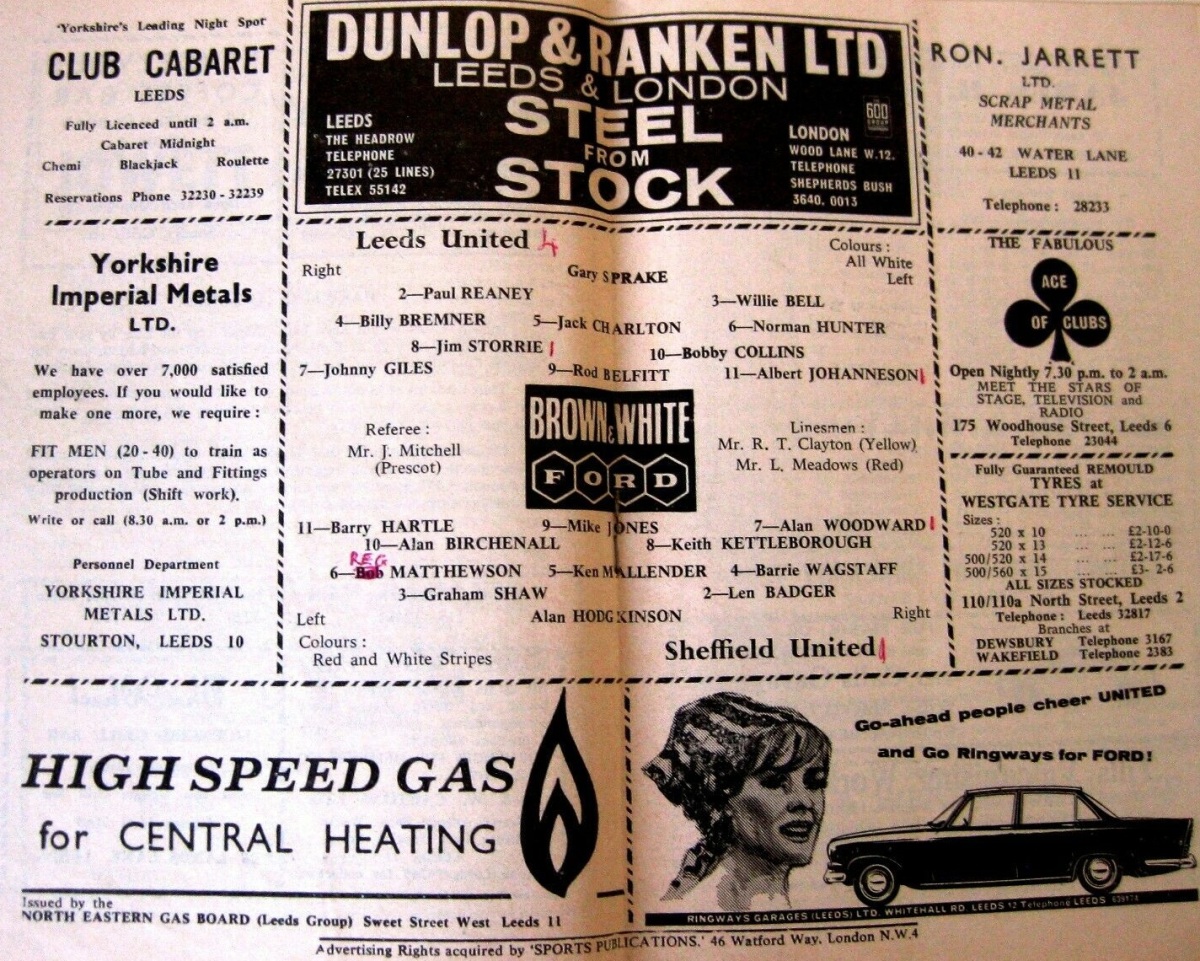 'Yorkshire's Leading Night Spot
CLUB CABARET
LEEDS
Fully Licenced until 2 a.m.
Cabaret Midnight
Chemi Blackjack Roulette
Reservations Phone 32230 - 32239
DUNLOP & RANKEN LTD
LEEDS & LONDON
STEEL
FROM
STOCK
LEEDS
THE HEADROW
TELEPHONE
27301 (25 LINES)
TELEX 55142
600
GROUP
LONDON
WOOD LANE W.12.
TELEPHONE
SHEPHERDS BUSH
3640. 0013
RON. JARRETT
LTD.
SCRAP METAL
MERCHANTS
40 - 42 WATER LANE
LEEDS 11
Telephone : 28233
Yorkshire
Imperial Metals
LTD.
We have over 7,000 satisfied
employees. If you would like to
make one more, we require :
FIT MEN (20 - 40) to train as
operators on Tube and Fittings
production (Shift work).
Write or call (8.30 a.m. or 2 p.m.)
Personnel Department
YORKSHIRE IMPERIAL
METALS LTD.
STOURTON, LEEDS 10
Leeds United 4
Colours :
All White
Right
Left
Gary SPRAKE
2—Paul REANEY
3—Willie BELL
4—Billy BREMNER 5—Jack CHARLTON 6—Norman HUNTER
8—Jim STORRIE 1
10—Bobby COLLINS
7—Johnny GILES 9—Rod BELFITT 11—Albert JOHANNESON 1
BROWN & WHITE
FORD
Referee :
Mr. J. Mitchell
(Prescot)
Linesmen :
Mr. R. T. Clayton (Yellow)
Mr. L. Meadows (Red)
11—Barry HARTLE 9—Mike JONES 7—Alan WOODWARD 1
10—Alan BIRCHENALL 8—Keith KETTLEBOROUGH
REG
6—Bob MATTHEWSON 5—Ken MALLENDER 4—Barrie WAGSTAFF
3—Graham SHAW 2—Len BADGER
Left
Alan HODGKINSON
Right
Colours :
Red and White Stripes
Sheffield United 1
THE FABULOUS
ACE
OF CLUBS
Open Nightly 7.30 p.m. to 2 a.m.
MEET THE STARS OF
STAGE, TELEVISION and
RADIO
175 Woodhouse Street, Leeds 6
Telephone 23044
Fully Guaranteed REMOULD
TYRES at
WESTGATE TYRE SERVICE
Sizes :
520 x 10 ... ... £2-10-0
520 x 13 ... ... £2-12-6
500/520 x 14 ... ... £2-17-6
500/560 x 15 ... ... £3- 2-6
ALL SIZES STOCKED
110/110a North Street, Leeds 2
Telephone : Leeds 32817
Branches at
DEWSBURY Telephone 3167
WAKEFIELD Telephone 2383
HIGH SPEED GAS
for CENTRAL HEATING
Issued by the
NORTH EASTERN GAS BOARD (Leeds Group) Sweet Street West Leeds 11
Go-ahead people cheer UNITED
and Go Ringways for FORD!
RINGWAYS GARAGES (LEEDS) LTD. WHITEHALL RD. LEEDS 12 Telephone LEEDS
Advertising Rights acquired by 'SPORTS PUBLICATIONS.' 46 Watford Way, London N.W.4